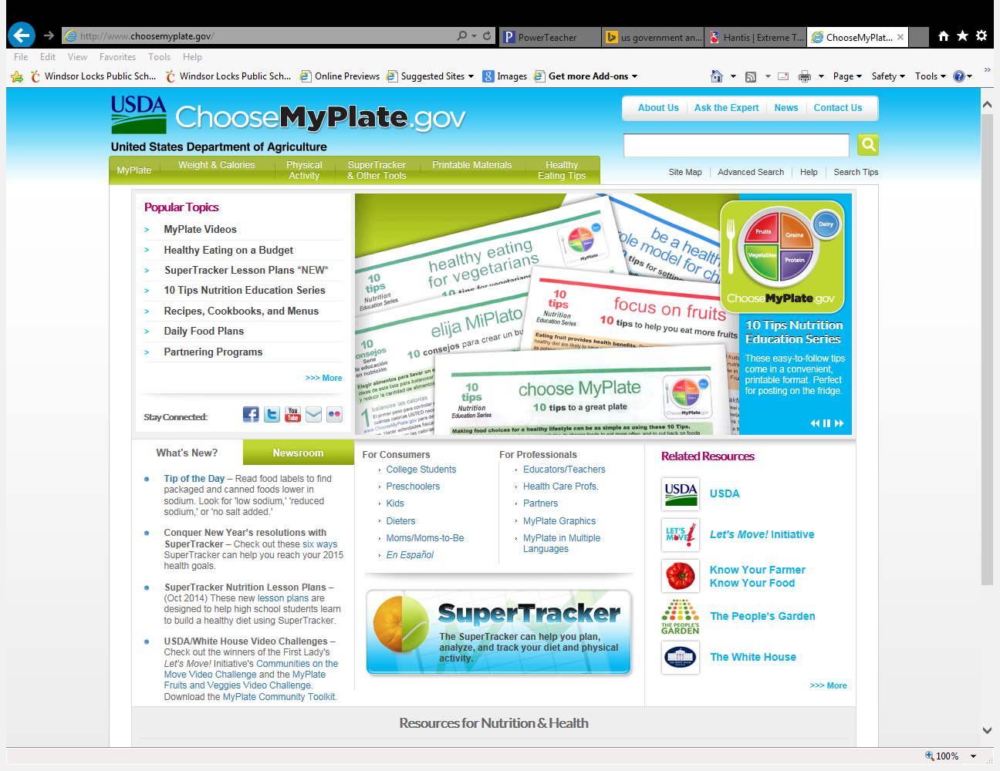 http://www.choosemyplate.gov/
PowerTeacher
us government an...
Hantis | Extreme T...
ChooseMyPlat...
File Edit View Favorites Tools Help
Windsor Locks Public Sch...
Windsor Locks Public Sch...
Online Previews
Suggested Sites
Images
Get more Add-ons
Page
Safety
Tools
USDA
ChooseMyPlate.gov
United States Department of Agriculture
About Us
Ask the Expert
News
Contact Us
Site Map
Advanced Search
Help
Search Tips
MyPlate
Weight & Calories
Physical
Activity
SuperTracker
& Other Tools
Printable Materials
Healthy
Eating Tips
Popular Topics
> MyPlate Videos
> Healthy Eating on a Budget
> SuperTracker Lesson Plans *NEW*
> 10 Tips Nutrition Education Series
> Recipes, Cookbooks, and Menus
> Daily Food Plans
> Partnering Programs
>>> More
Stay Connected:
You
Tube
10
tips
Nutrition
Education Series
healthy eating
for vegetarians
10 tips for vegetarians
be a health
ole model for ch
tips for setting
10
consejos
Serie
de educación
en nutrición
elija MiPlato
10 consejos para crear un
10
tips
Nutrition
Education Series
focus on fruits
10 tips to help you eat more fruits
10
tips
Nutrition
Education Series
choose MyPlate
10 tips to a great plate
Making food choices for a healthy lifestyle can be as simple as using these 10 Tips.
Fruits
Grains
Dairy
Vegetables
Protein
ChooseMyPlate.gov
10 Tips Nutrition
Education Series
These easy-to-follow tips
come in a convenient,
printable format. Perfect
for posting on the fridge.
What's New?
Newsroom
Tip of the Day – Read food labels to find
packaged and canned foods lower in
sodium. Look for 'low sodium,' 'reduced
sodium,' or 'no salt added.'
Conquer New Year's resolutions with
SuperTracker – Check out these six ways
SuperTracker can help you reach your 2015
health goals.
SuperTracker Nutrition Lesson Plans –
(Oct 2014) These new lesson plans are
designed to help high school students learn
to build a healthy diet using SuperTracker.
USDA/White House Video Challenges –
Check out the winners of the First Lady's
Let's Move! Initiative's Communities on the
Move Video Challenge and the MyPlate
Fruits and Veggies Video Challenge.
Download the MyPlate Community Toolkit.
For Consumers
College Students
Preschoolers
Kids
Dieters
Moms/Moms-to-Be
En Español
For Professionals
Educators/Teachers
Health Care Profs.
Partners
MyPlate Graphics
MyPlate in Multiple
Languages
SuperTracker
The SuperTracker can help you plan,
analyze, and track your diet and physical
activity.
Related Resources
USDA
USDA
LET'S
MOVE!
Let's Move! Initiative
Know Your Farmer
Know Your Food
THE PEOPLE'S
GARDEN
The People's Garden
The White House
>>> More
Resources for Nutrition & Health
100%